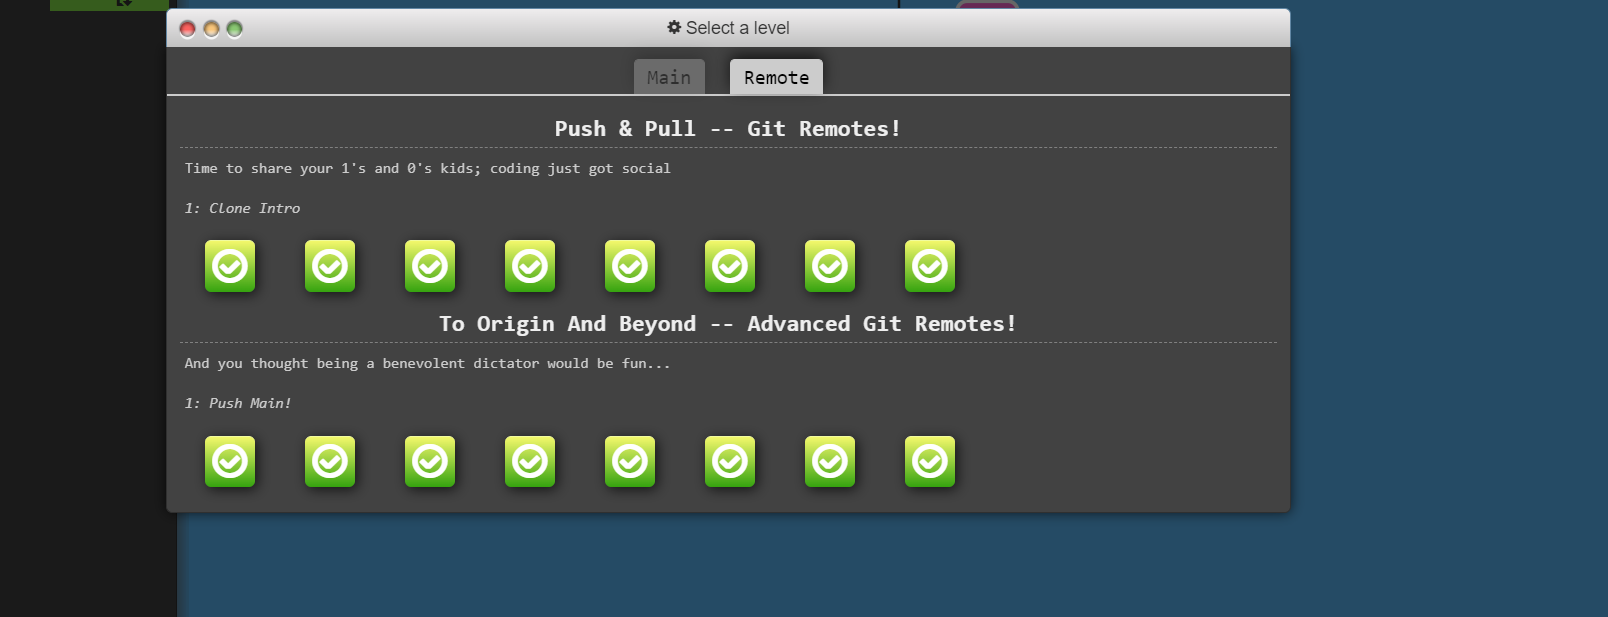 Select a level
Main
Remote
Push & Pull -- Git Remotes!
Time to share your 1's and 0's kids; coding just got social
1: Clone Intro
To Origin And Beyond -- Advanced Git Remotes!
And you thought being a benevolent dictator would be fun...
1: Push Main!